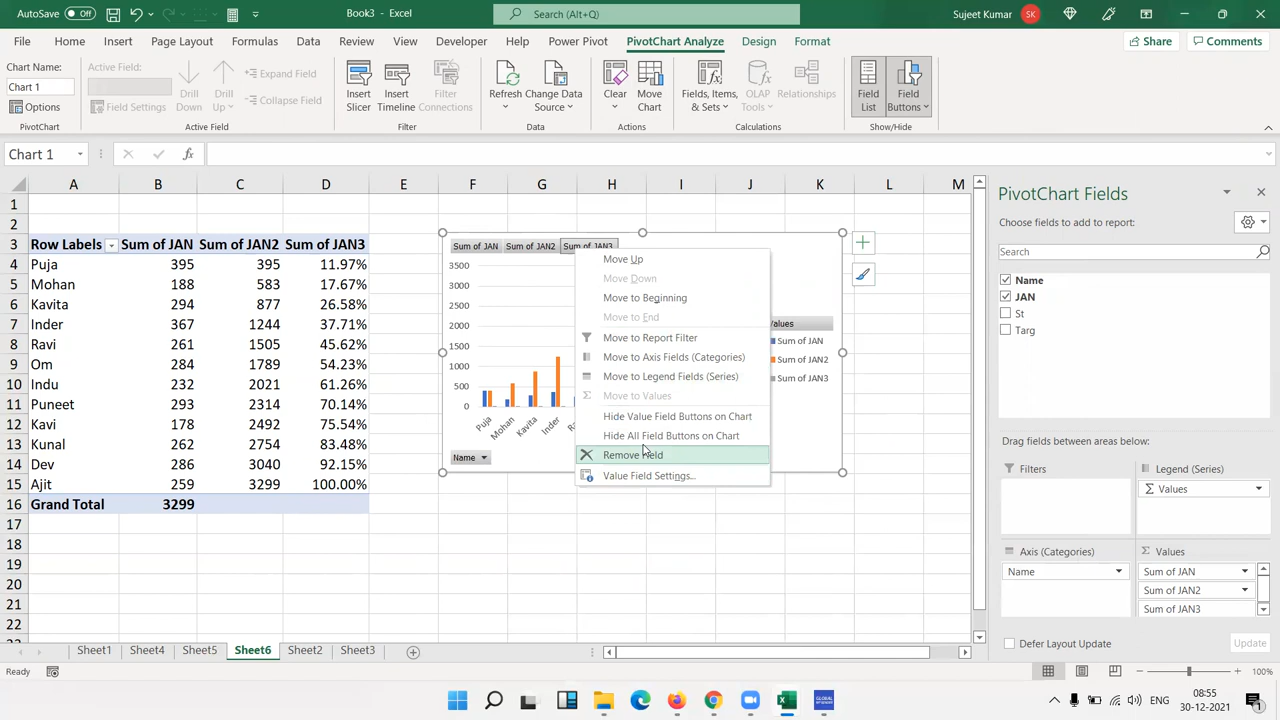 AutoSave Off Book3 - Excel Search (Alt+Q) Sujeet Kumar SK
File Home Insert Page Layout Formulas Data Review View Developer Help Power Pivot PivotChart Analyze Design Format Share Comments
Chart Name:
Chart 1
Options
PivotChart
Active Field:
Field Settings
Drill Down
Drill Up
Expand Field
Collapse Field
Active Field
Insert Slicer
Insert Timeline
Filter Connections
Filter
Refresh
Change Data Source
Data
Clear
Move Chart
Actions
Fields, Items, & Sets
OLAP Tools
Relationships
Calculations
Field List
Field Buttons
Show/Hide
Chart 1 fx
A B C D E F G H I J K L M
1
2
3 Row Labels Sum of JAN Sum of JAN2 Sum of JAN3
4 Puja 395 395 11.97%
5 Mohan 188 583 17.67%
6 Kavita 294 877 26.58%
7 Inder 367 1244 37.71%
8 Ravi 261 1505 45.62%
9 Om 284 1789 54.23%
10 Indu 232 2021 61.26%
11 Puneet 293 2314 70.14%
12 Kavi 178 2492 75.54%
13 Kunal 262 2754 83.48%
14 Dev 286 3040 92.15%
15 Ajit 259 3299 100.00%
16 Grand Total 3299
17
18
19
20
21
22
Sum of JAN Sum of JAN2 Sum of JAN3
3500
3000
2500
2000
1500
1000
500
0
Puja Mohan Kavita Inder
Name
Values
Sum of JAN
Sum of JAN2
Sum of JAN3
Move Up
Move Down
Move to Beginning
Move to End
Move to Report Filter
Move to Axis Fields (Categories)
Move to Legend Fields (Series)
Move to Values
Hide Value Field Buttons on Chart
Hide All Field Buttons on Chart
Remove Field
Value Field Settings...
PivotChart Fields
Choose fields to add to report:
Search
Name
JAN
St
Targ
Drag fields between areas below:
Filters
Legend (Series)
Σ Values
Axis (Categories)
Name
Σ Values
Sum of JAN
Sum of JAN2
Sum of JAN3
Defer Layout Update Update
Sheet1 Sheet4 Sheet5 Sheet6 Sheet2 Sheet3
Ready 100%
ENG 08:55
30-12-2021